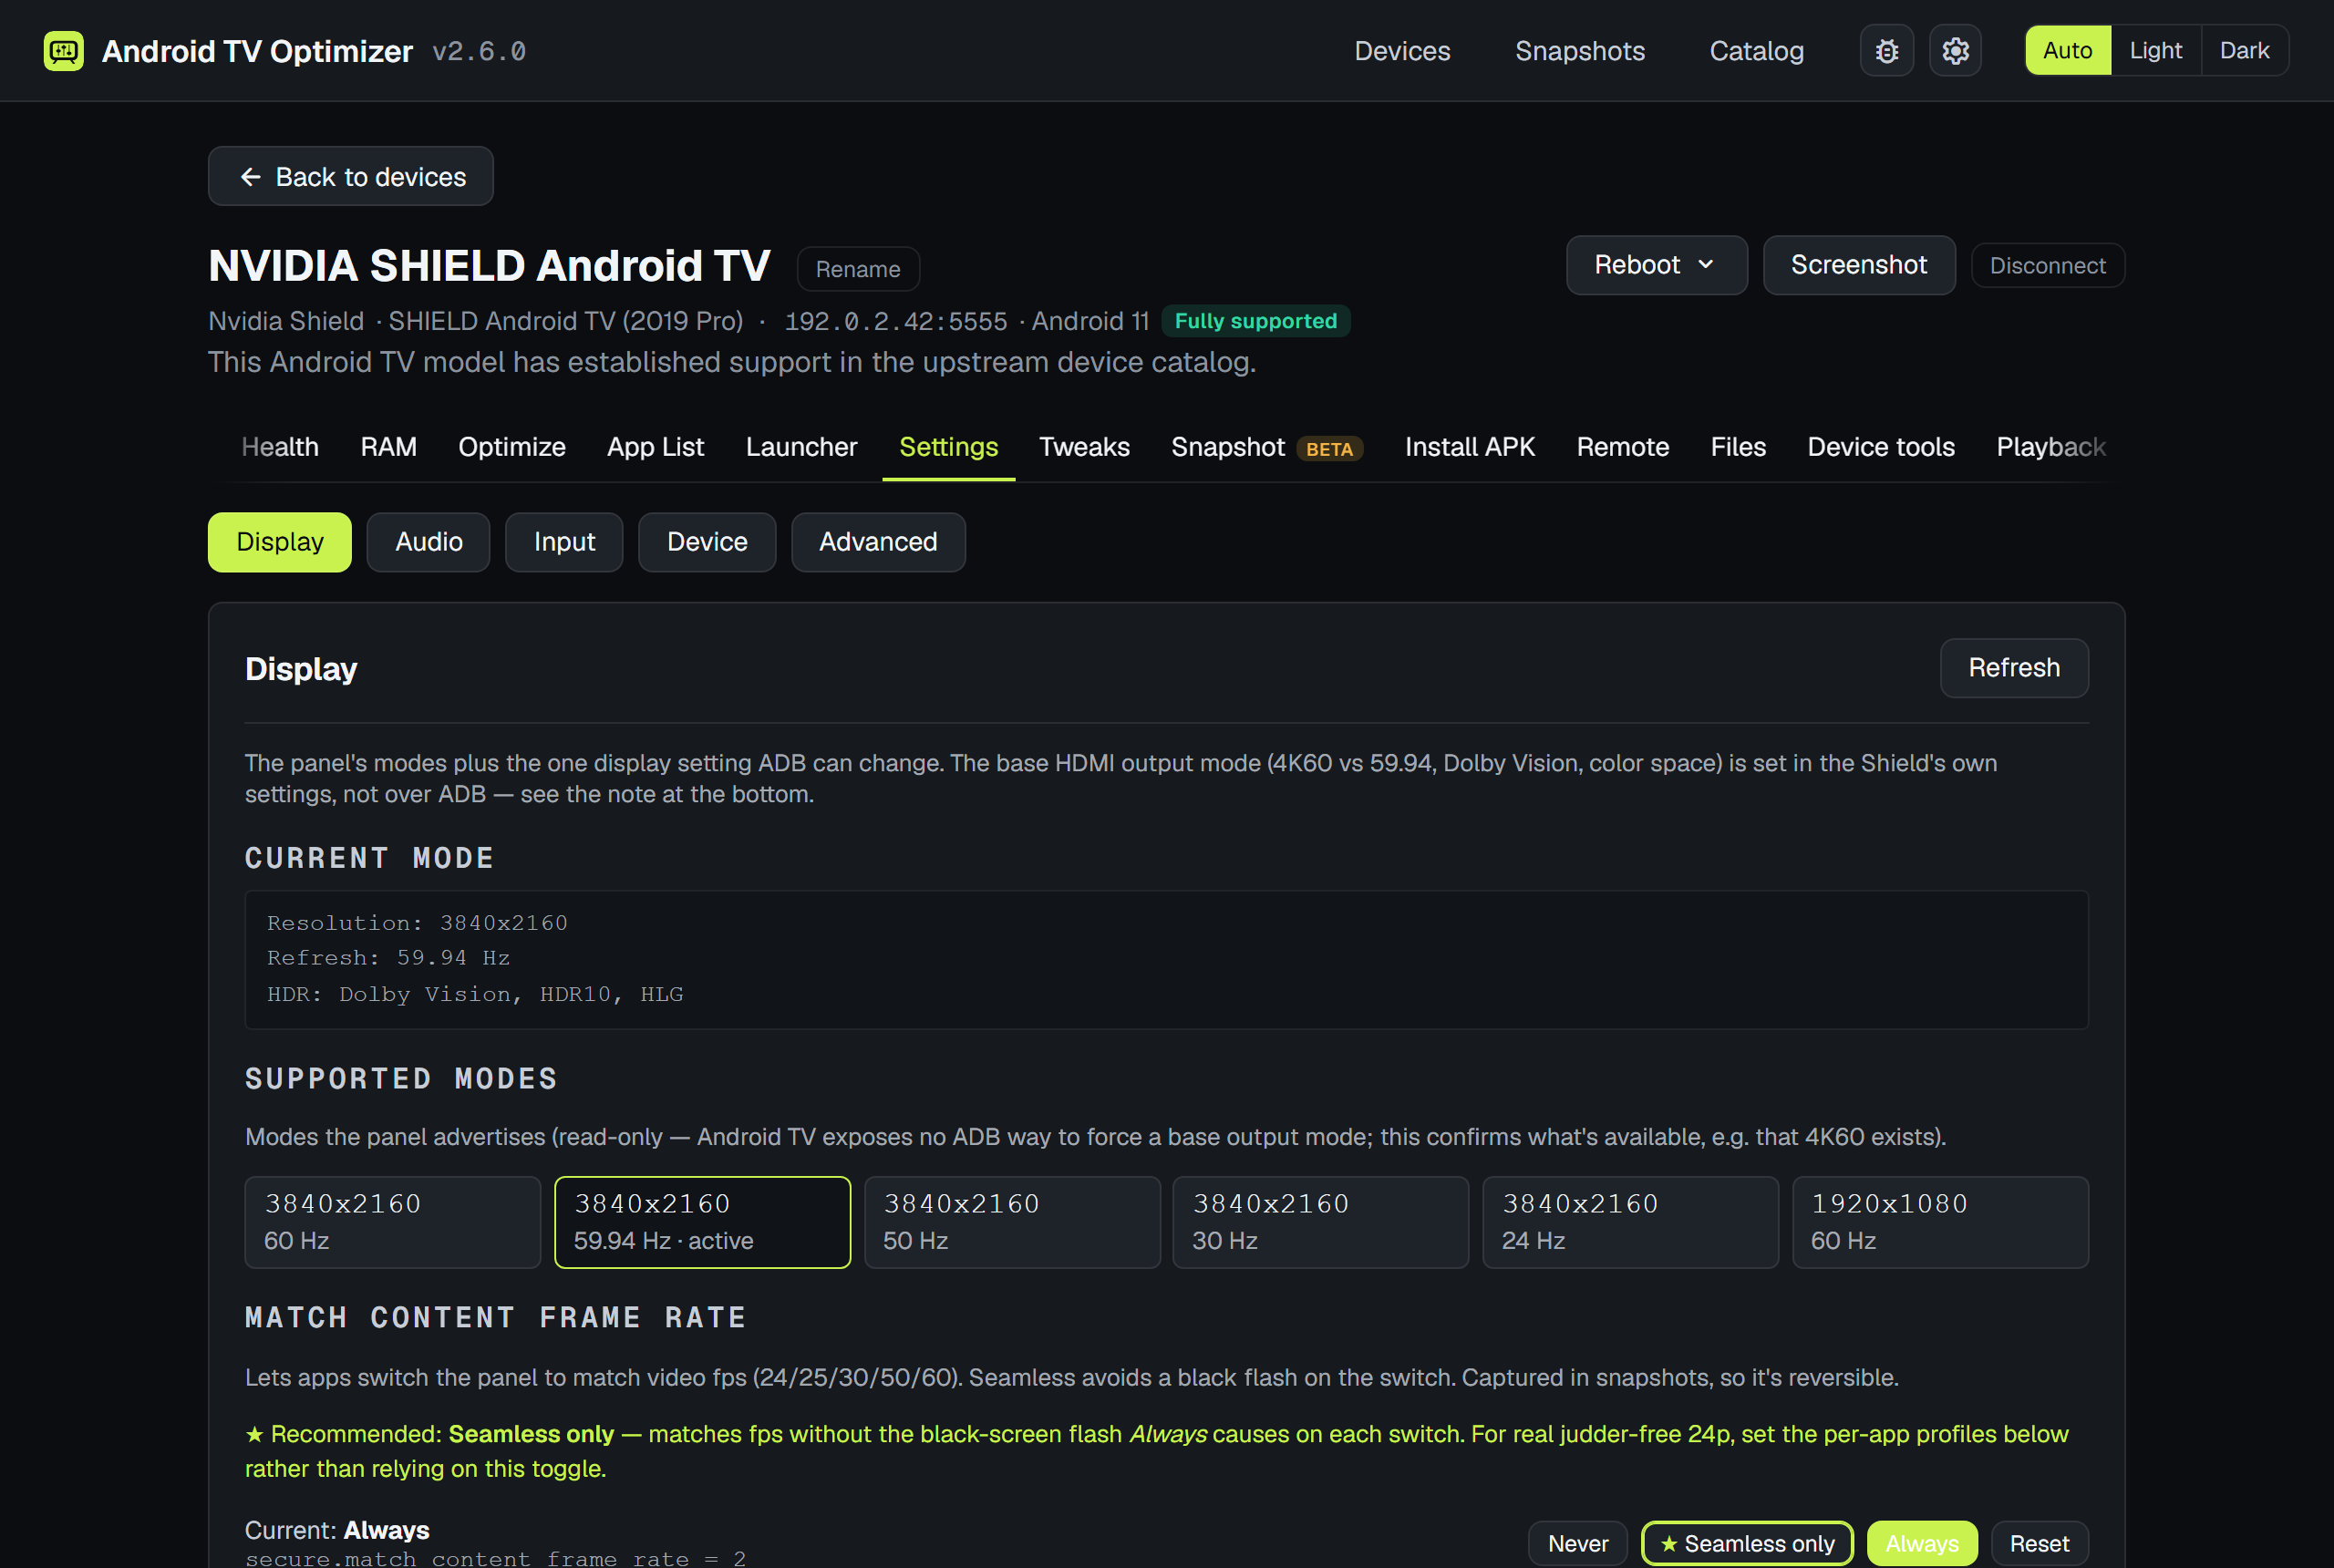 Android TV Optimizer v2.6.0
Devices Snapshots Catalog Auto Light Dark
← Back to devices
NVIDIA SHIELD Android TV Rename Reboot Screenshot Disconnect
Nvidia Shield · SHIELD Android TV (2019 Pro) · 192.0.2.42:5555 · Android 11 Fully supported
This Android TV model has established support in the upstream device catalog.
Health RAM Optimize App List Launcher Settings Tweaks Snapshot BETA Install APK Remote Files Device tools Playback
Display Audio Input Device Advanced
Display Refresh
The panel's modes plus the one display setting ADB can change. The base HDMI output mode (4K60 vs 59.94, Dolby Vision, color space) is set in the Shield's own
settings, not over ADB — see the note at the bottom.
CURRENT MODE
Resolution: 3840x2160
Refresh: 59.94 Hz
HDR: Dolby Vision, HDR10, HLG
SUPPORTED MODES
Modes the panel advertises (read-only — Android TV exposes no ADB way to force a base output mode; this confirms what's available, e.g. that 4K60 exists).
3840x2160 3840x2160 3840x2160 3840x2160 3840x2160 1920x1080
60 Hz 59.94 Hz · active 50 Hz 30 Hz 24 Hz 60 Hz
MATCH CONTENT FRAME RATE
Lets apps switch the panel to match video fps (24/25/30/50/60). Seamless avoids a black flash on the switch. Captured in snapshots, so it's reversible.
★ Recommended: Seamless only — matches fps without the black-screen flash Always causes on each switch. For real judder-free 24p, set the per-app profiles below
rather than relying on this toggle.
Current: Always Never ★ Seamless only Always Reset
secure.match_content_frame_rate = 2